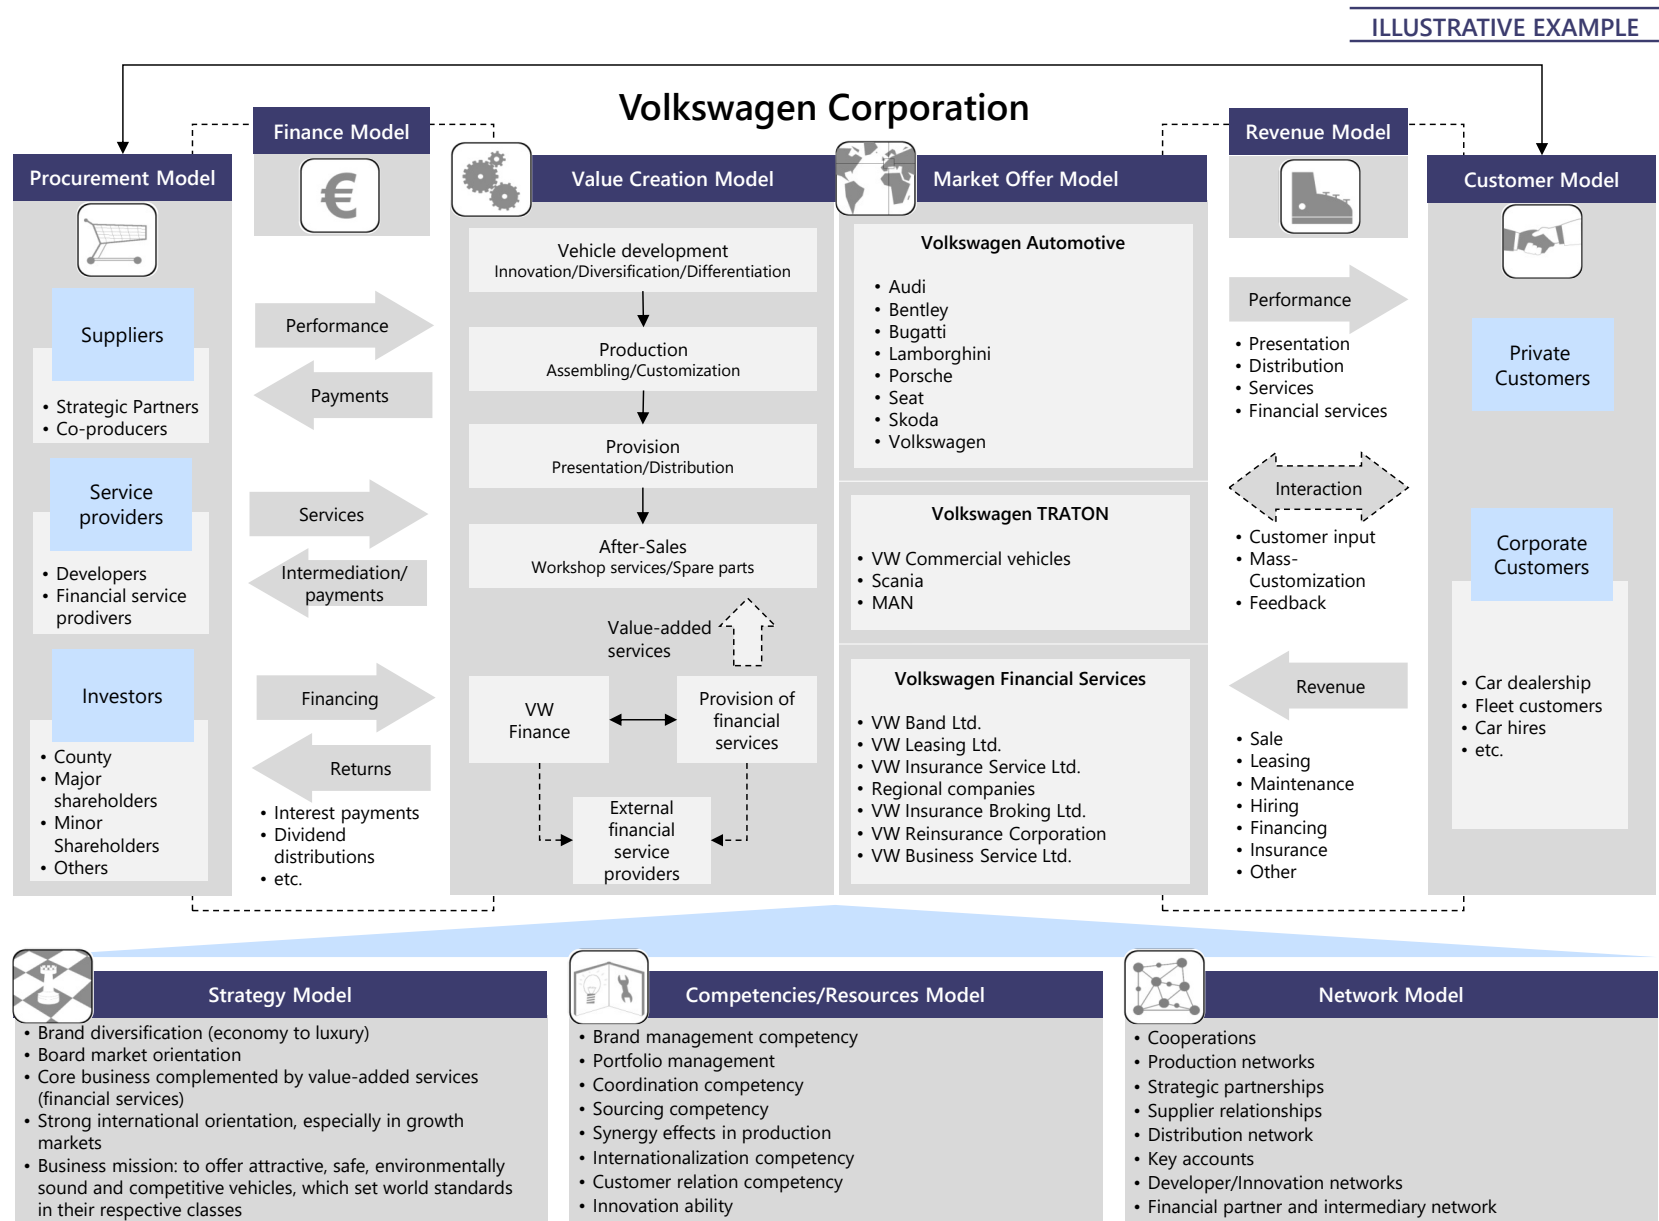 ILLUSTRATIVE EXAMPLE
Volkswagen Corporation
Procurement Model
Suppliers
• Strategic Partners
• Co-producers
Service
providers
• Developers
• Financial service
prodivers
Investors
• County
• Major
shareholders
• Minor
Shareholders
• Others
Finance Model
€
Performance
Payments
Services
Intermediation/
payments
Financing
Returns
• Interest payments
• Dividend
distributions
• etc.
Value Creation Model
Vehicle development
Innovation/Diversification/Differentiation
Production
Assembling/Customization
Provision
Presentation/Distribution
After-Sales
Workshop services/Spare parts
Value-added
services
VW
Finance
Provision of
financial
services
External
financial
service
providers
Market Offer Model
Volkswagen Automotive
• Audi
• Bentley
• Bugatti
• Lamborghini
• Porsche
• Seat
• Skoda
• Volkswagen
Volkswagen TRATON
• VW Commercial vehicles
• Scania
• MAN
Volkswagen Financial Services
• VW Band Ltd.
• VW Leasing Ltd.
• VW Insurance Service Ltd.
• Regional companies
• VW Insurance Broking Ltd.
• VW Reinsurance Corporation
• VW Business Service Ltd.
Revenue Model
Performance
• Presentation
• Distribution
• Services
• Financial services
Interaction
• Customer input
• Mass-
Customization
• Feedback
Revenue
• Sale
• Leasing
• Maintenance
• Hiring
• Financing
• Insurance
• Other
Customer Model
Private
Customers
Corporate
Customers
• Car dealership
• Fleet customers
• Car hires
• etc.
Strategy Model
• Brand diversification (economy to luxury)
• Board market orientation
• Core business complemented by value-added services
(financial services)
• Strong international orientation, especially in growth
markets
• Business mission: to offer attractive, safe, environmentally
sound and competitive vehicles, which set world standards
in their respective classes
Competencies/Resources Model
• Brand management competency
• Portfolio management
• Coordination competency
• Sourcing competency
• Synergy effects in production
• Internationalization competency
• Customer relation competency
• Innovation ability
Network Model
• Cooperations
• Production networks
• Strategic partnerships
• Supplier relationships
• Distribution network
• Key accounts
• Developer/Innovation networks
• Financial partner and intermediary network